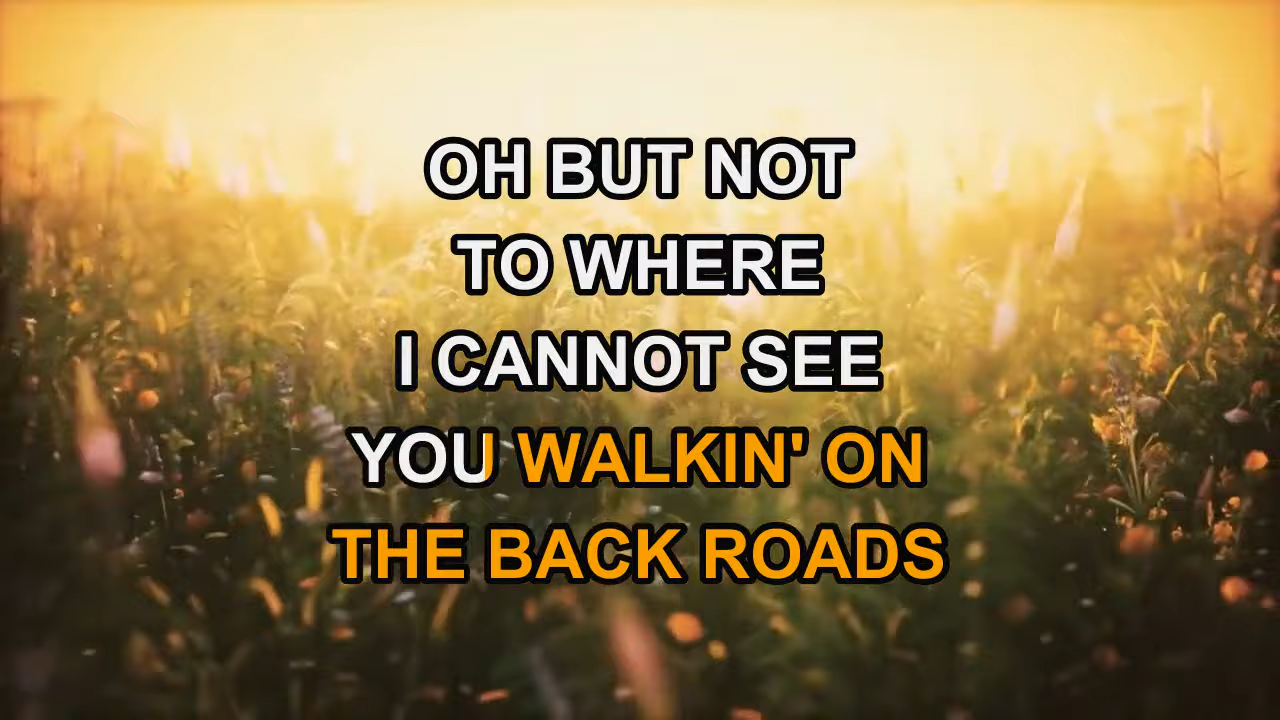 OH BUT NOT
TO WHERE
I CANNOT SEE
YOU WALKIN' ON
THE BACK ROADS